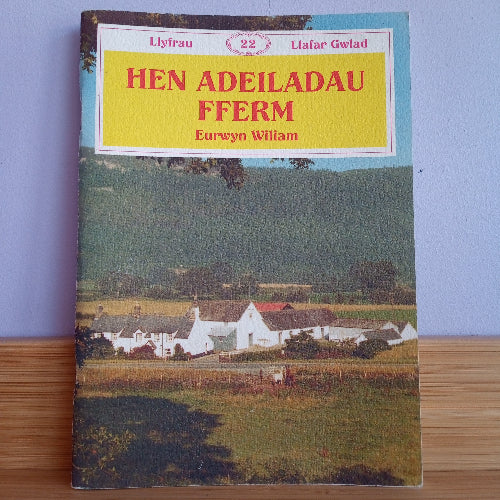 Llyfrau 22 Llafar Gwlad
HEN ADEILADAU
FFERM
Eurwyn Wiliam